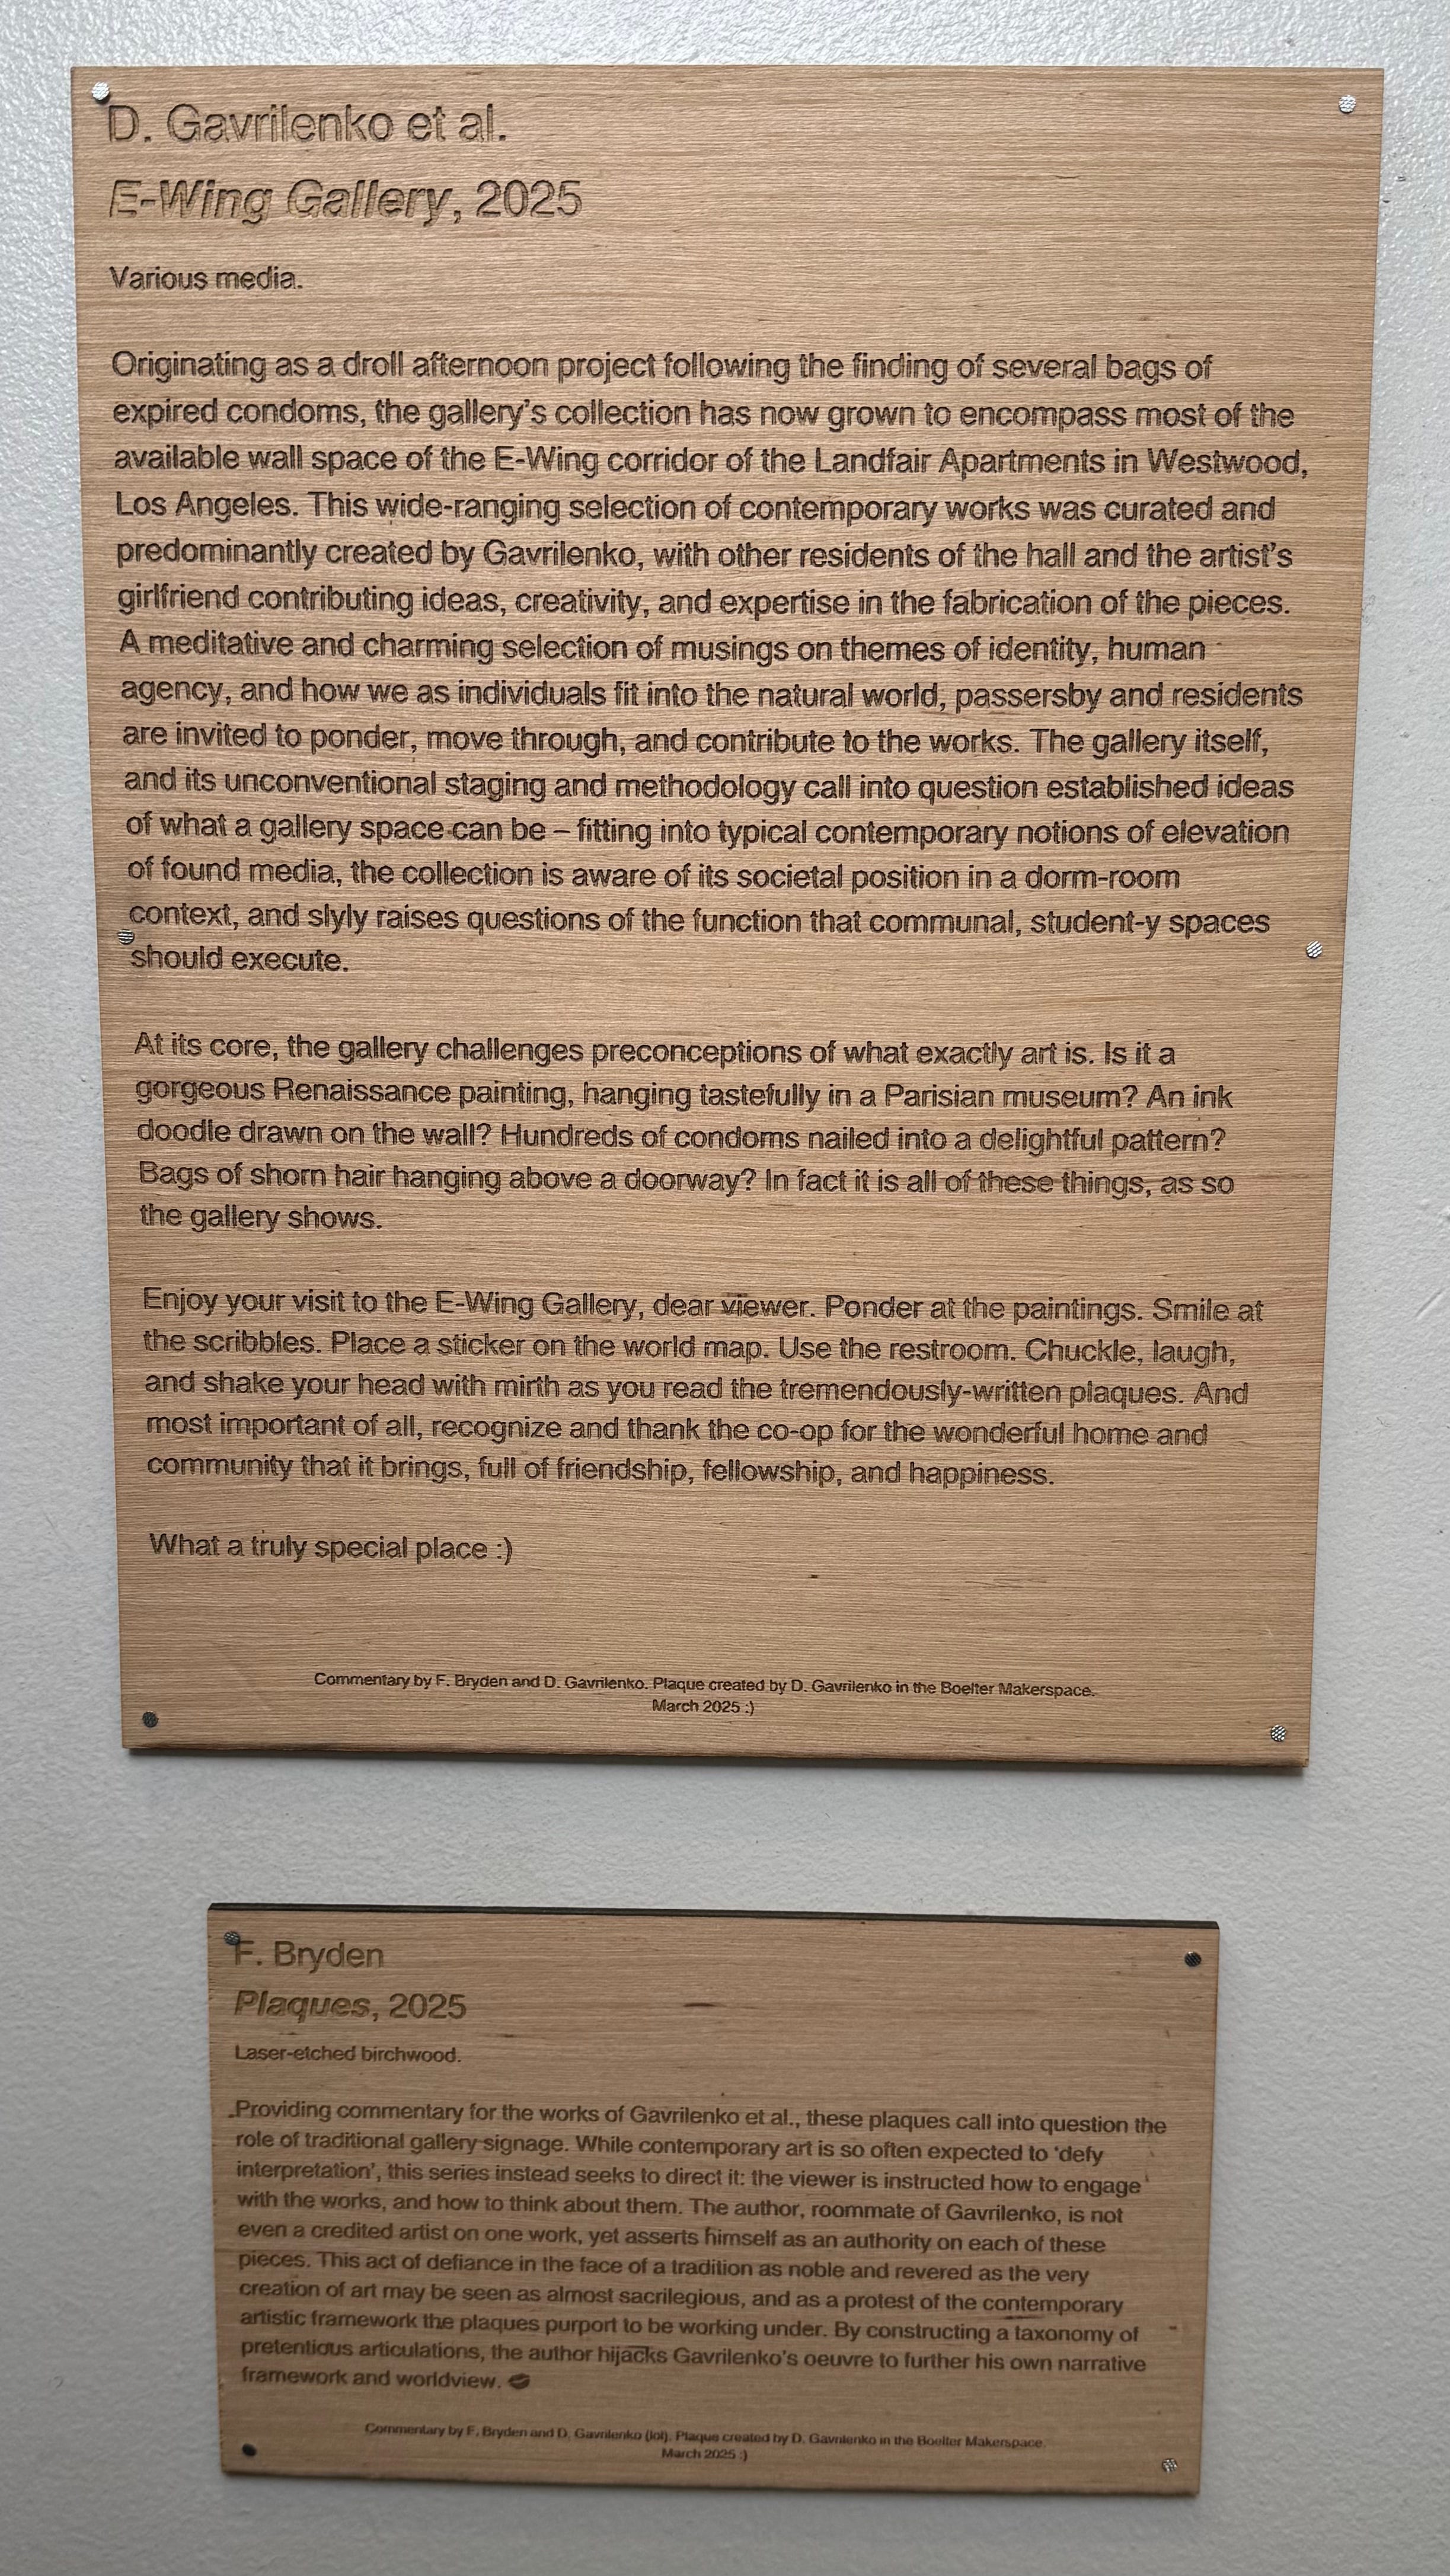 D. Gavrilenko et al.
E-Wing Gallery, 2025
Various media.
Originating as a droll afternoon project following the finding of several bags of
expired condoms, the gallery’s collection has now grown to encompass most of the
available wall space of the E-Wing corridor of the Landfair Apartments in Westwood,
Los Angeles. This wide-ranging selection of contemporary works was curated and
predominantly created by Gavrilenko, with other residents of the hall and the artist’s
girlfriend contributing ideas, creativity, and expertise in the fabrication of the pieces.
A meditative and charming selection of musings on themes of identity, human
agency, and how we as individuals fit into the natural world, passersby and residents
are invited to ponder, move through, and contribute to the works. The gallery itself,
and its unconventional staging and methodology call into question established ideas
of what a gallery space can be – fitting into typical contemporary notions of elevation
of found media, the collection is aware of its societal position in a dorm-room
context, and slyly raises questions of the function that communal, student-y spaces
should execute.
At its core, the gallery challenges preconceptions of what exactly art is. Is it a
gorgeous Renaissance painting, hanging tastefully in a Parisian museum? An ink
doodle drawn on the wall? Hundreds of condoms nailed into a delightful pattern?
Bags of shorn hair hanging above a doorway? In fact it is all of these things, as so
the gallery shows.
Enjoy your visit to the E-Wing Gallery, dear viewer. Ponder at the paintings. Smile at
the scribbles. Place a sticker on the world map. Use the restroom. Chuckle, laugh,
and shake your head with mirth as you read the tremendously-written plaques. And
most important of all, recognize and thank the co-op for the wonderful home and
community that it brings, full of friendship, fellowship, and happiness.
What a truly special place :)
Commentary by F. Bryden and D. Gavrilenko. Plaque created by D. Gavrilenko in the Boelter Makerspace.
March 2025 :)
F. Bryden
Plaques, 2025
Laser-etched birchwood.
Providing commentary for the works of Gavrilenko et al., these plaques call into question the
role of traditional gallery signage. While contemporary art is so often expected to ‘defy
interpretation’, this series instead seeks to direct it: the viewer is instructed how to engage
with the works, and how to think about them. The author, roommate of Gavrilenko, is not
even a credited artist on one work, yet asserts himself as an authority on each of these
pieces. This act of defiance in the face of a tradition as noble and revered as the very
creation of art may be seen as almost sacrilegious, and as a protest of the contemporary
artistic framework the plaques purport to be working under. By constructing a taxonomy of
pretentious articulations, the author hijacks Gavrilenko’s oeuvre to further his own narrative
framework and worldview. 💋
Commentary by F. Bryden and D. Gavrilenko (lol). Plaque created by D. Gavrilenko in the Boelter Makerspace.
March 2025 :)